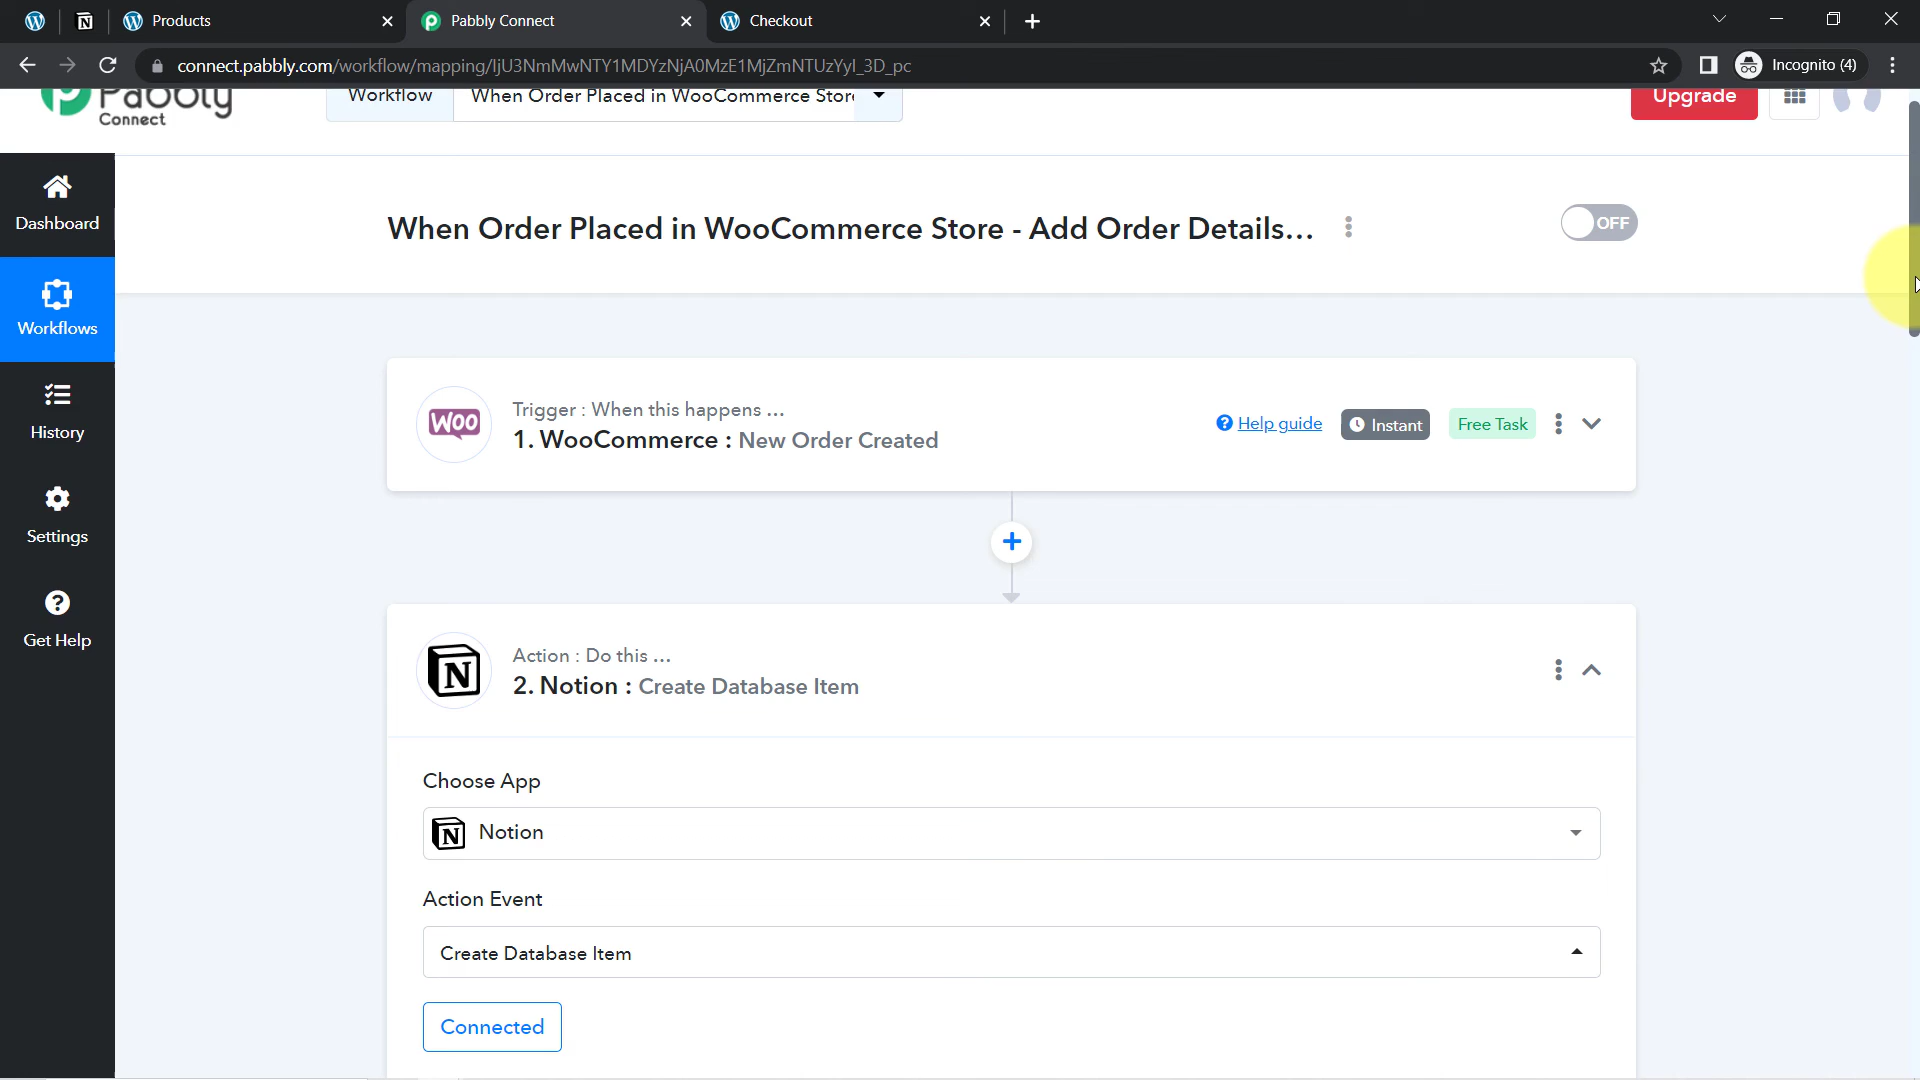 Products
Pabbly Connect
Checkout
connect.pabbly.com/workflow/mapping/IjU3NmMwNTY1MDYzNjA0MzE1MjZmNTUzYyI_3D_pc
Incognito (4)
Pabbly
Connect
Workflow
When Order Placed in WooCommerce Stor
Upgrade
Dashboard
Workflows
History
Settings
Get Help
When Order Placed in WooCommerce Store - Add Order Details...
OFF
Woo
Trigger : When this happens ...
1. WooCommerce : New Order Created
Help guide
Instant
Free Task
Action : Do this ...
2. Notion : Create Database Item
Choose App
Notion
Action Event
Create Database Item
Connected